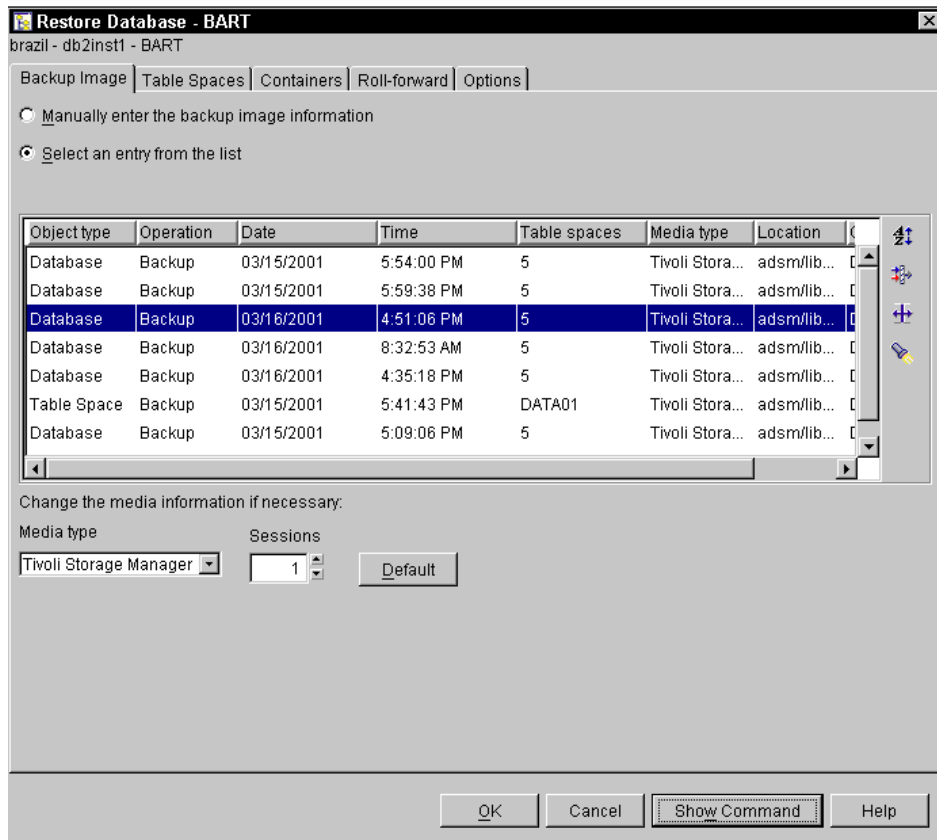 Restore Database - BART
brazil - db2inst1 - BART
Backup Image Table Spaces Containers Roll-forward Options
Manually enter the backup image information
Select an entry from the list
Object type Operation Date Time Table spaces Media type Location
Database Backup 03/15/2001 5:54:00 PM 5 Tivoli Stora... adsm/lib...
Database Backup 03/15/2001 5:59:38 PM 5 Tivoli Stora... adsm/lib...
Database Backup 03/16/2001 4:51:06 PM 5 Tivoli Stora... adsm/lib...
Database Backup 03/16/2001 8:32:53 AM 5 Tivoli Stora... adsm/lib...
Database Backup 03/16/2001 4:35:18 PM 5 Tivoli Stora... adsm/lib...
Table Space Backup 03/15/2001 5:41:43 PM DATA01 Tivoli Stora... adsm/lib...
Database Backup 03/15/2001 5:09:06 PM 5 Tivoli Stora... adsm/lib...
Change the media information if necessary:
Media type Sessions
Tivoli Storage Manager 1 Default
OK Cancel Show Command Help